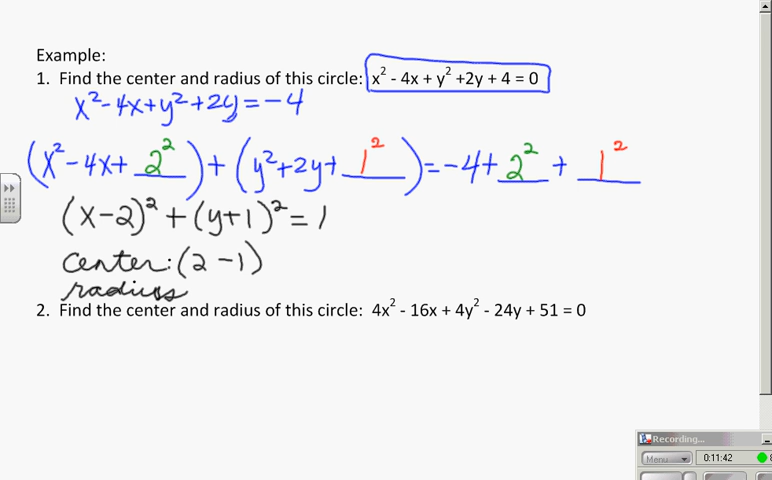 Example:
1. Find the center and radius of this circle: x² - 4x + y² +2y + 4 = 0
x²-4x+y²+2y=-4
(x²-4x+2²)+(y²+2y+1²)=-4+2²+1²
(x-2)²+(y+1)²=1
center:(2 -1)
radius
2. Find the center and radius of this circle: 4x² - 16x + 4y² - 24y + 51 = 0
Recording...
Menu 0:11:42